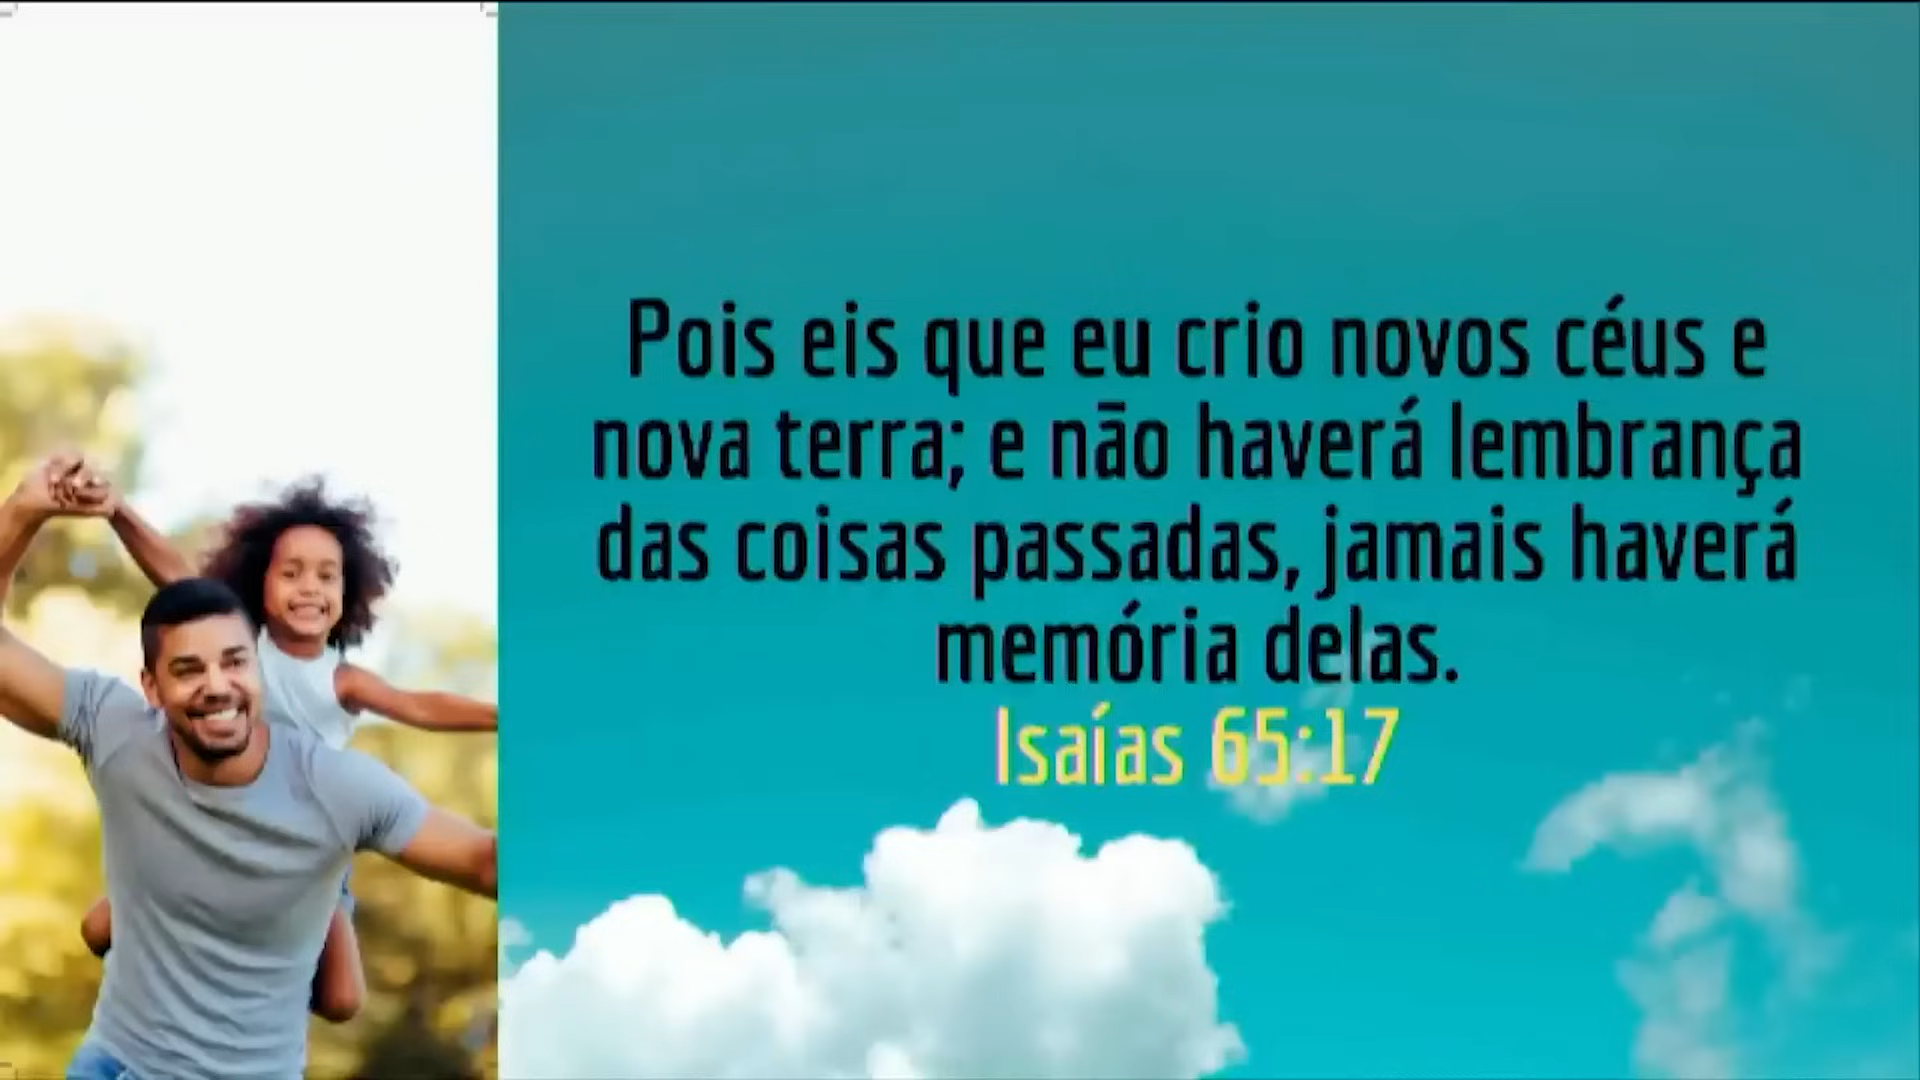 Pois eis que eu crio novos céus e
nova terra; e não haverá lembrança
das coisas passadas, jamais haverá
memória delas.
Isaías 65:17